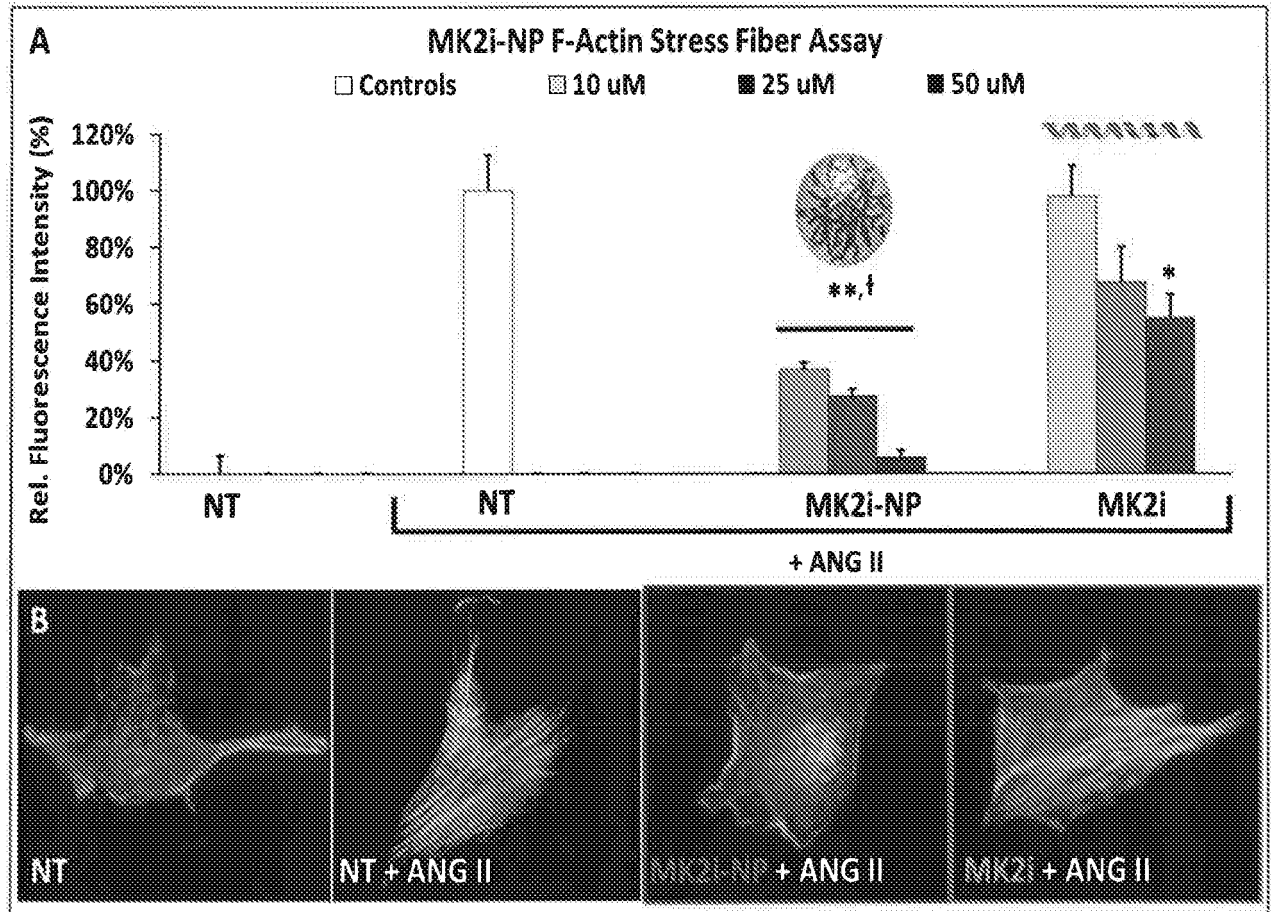 A
MK2i-NP F-Actin Stress Fiber Assay
Controls 10 uM 25 uM 50 uM
Rel. Fluorescence Intensity (%)
120%
100%
80%
60%
40%
20%
0%
**,ƚ
*
NT NT MK2i-NP MK2i
+ ANG II
B
NT NT + ANG II MK2i-NP + ANG II MK2i + ANG II